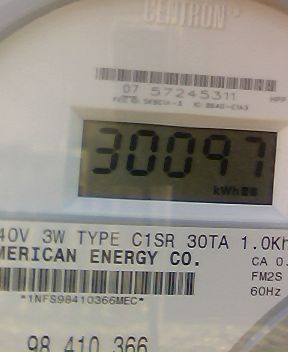 CENTRON®
07 57245311
30097
kWh
40V 3W TYPE C1SR 30TA 1.0Kh
MERICAN ENERGY CO.
CA 0.
FM2S
60Hz
*1NFS98410366MEC*
98 410 366